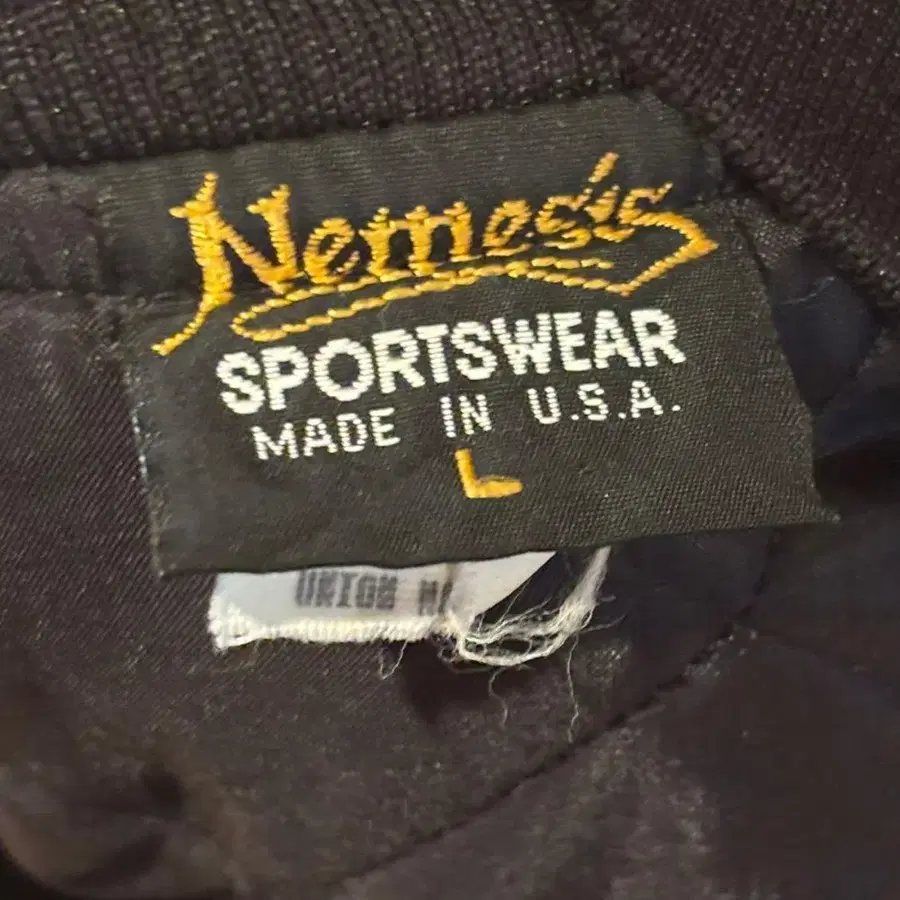 Nemesis
SPORTSWEAR
MADE IN U.S.A.
L
UNION